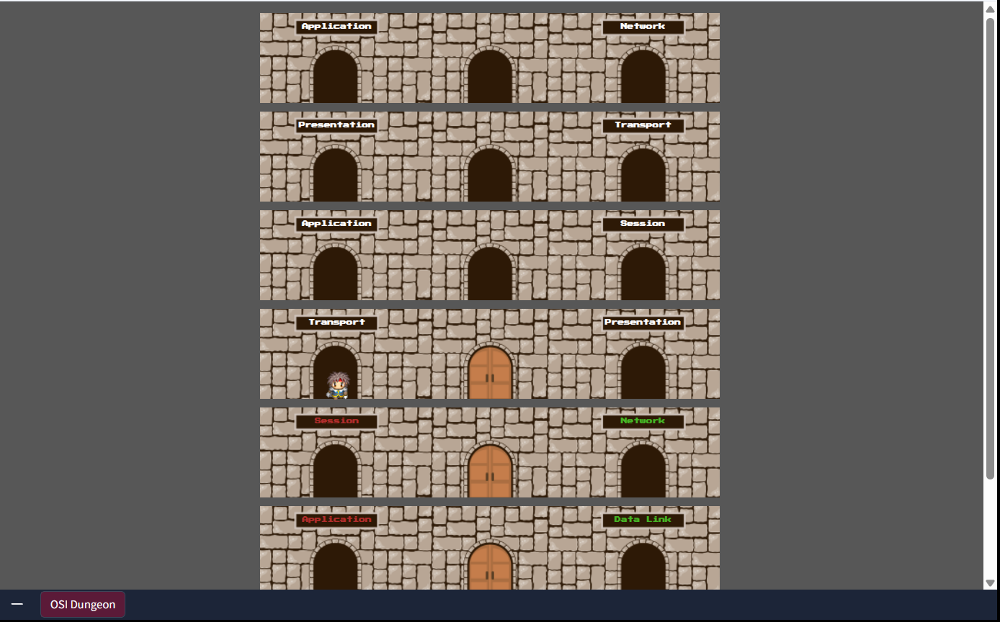 Application
Network
Presentation
Transport
Application
Session
Transport
Presentation
Session
Network
Application
Data Link
OSI Dungeon